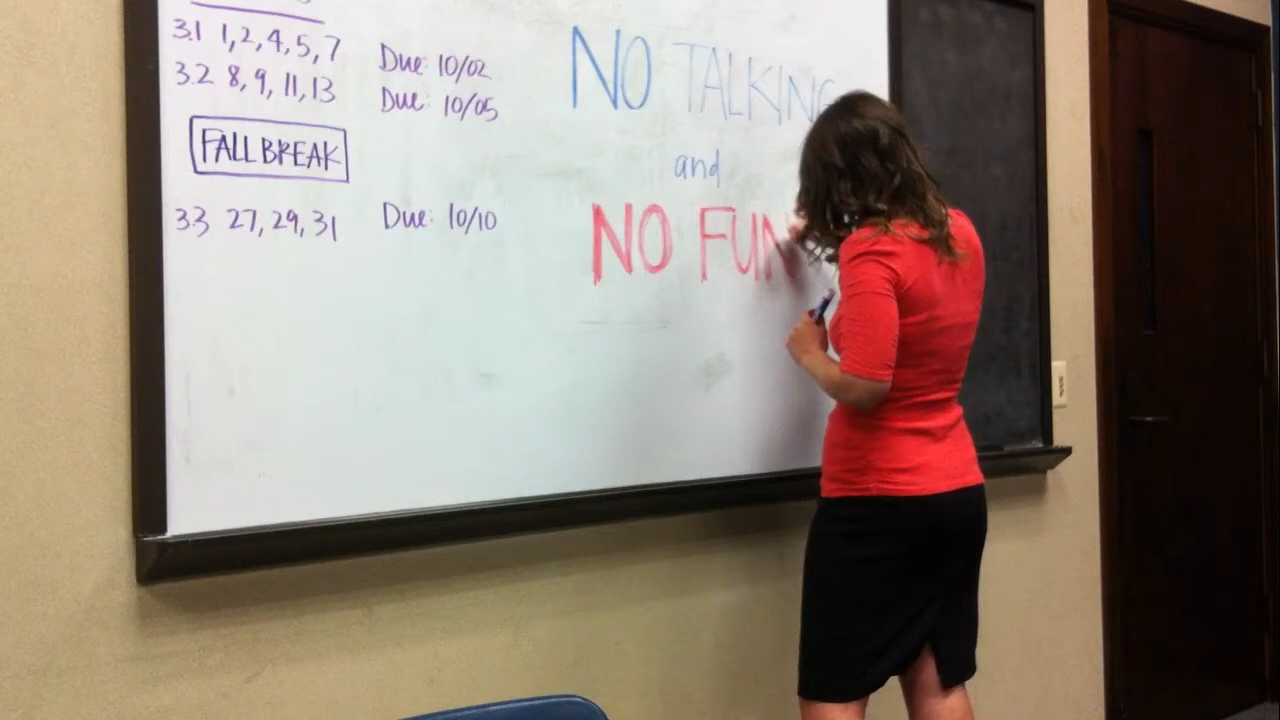 3.1 1,2,4,5,7 Due: 10/02
3.2 8,9,11,13 Due: 10/05
FALL BREAK
3.3 27,29,31 Due: 10/10
NO TALKING
and
NO FUN